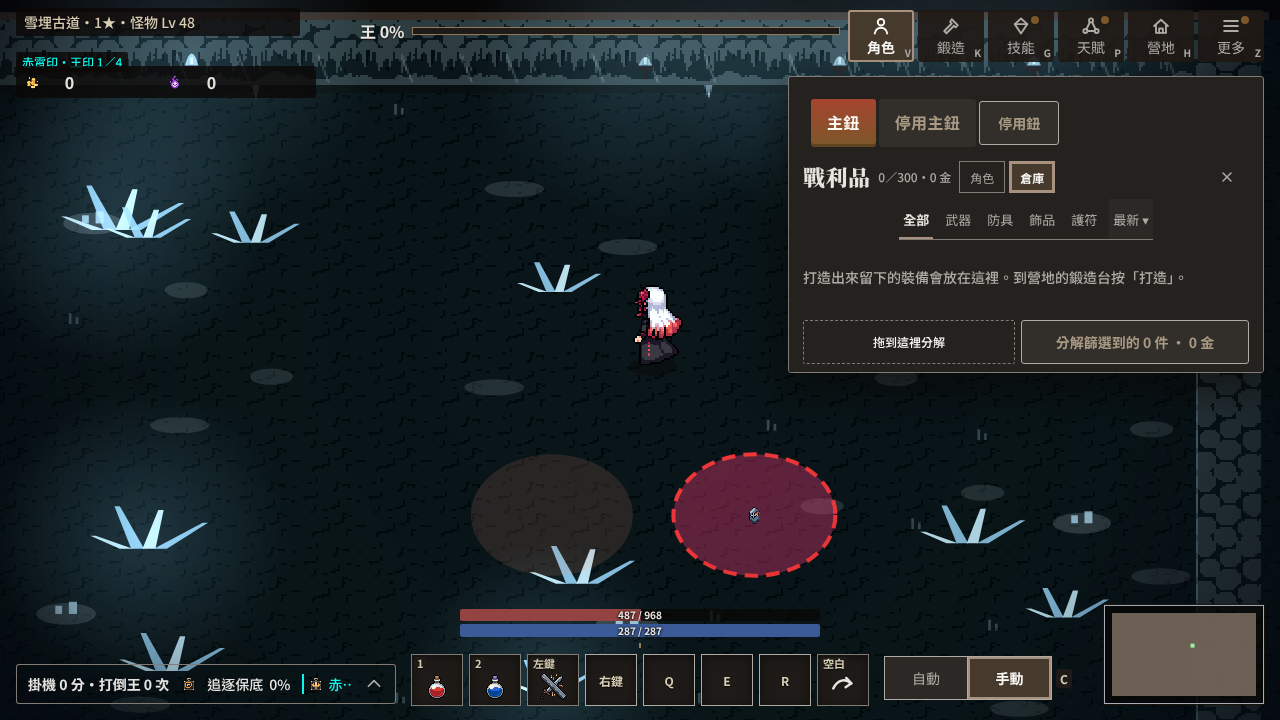 雪埋古道・1★・怪物 Lv 48
王 0%
赤霄印・王印 1／4
0
0
角色 V
鍛造 K
技能 G
天賦 P
營地 H
更多 Z
主鈕
停用主鈕
停用鈕
戰利品
0／300・0 金
角色
倉庫
×
全部
武器
防具
飾品
護符
最新 ▾
打造出來留下的裝備會放在這裡。到營地的鍛造台按「打造」。
拖到這裡分解
分解篩選到的 0 件 ・ 0 金
487 / 968
287 / 287
掛機 0 分・打倒王 0 次
追逐保底 0%
赤··
1
2
左鍵
右鍵
Q
E
R
空白
自動
手動
C